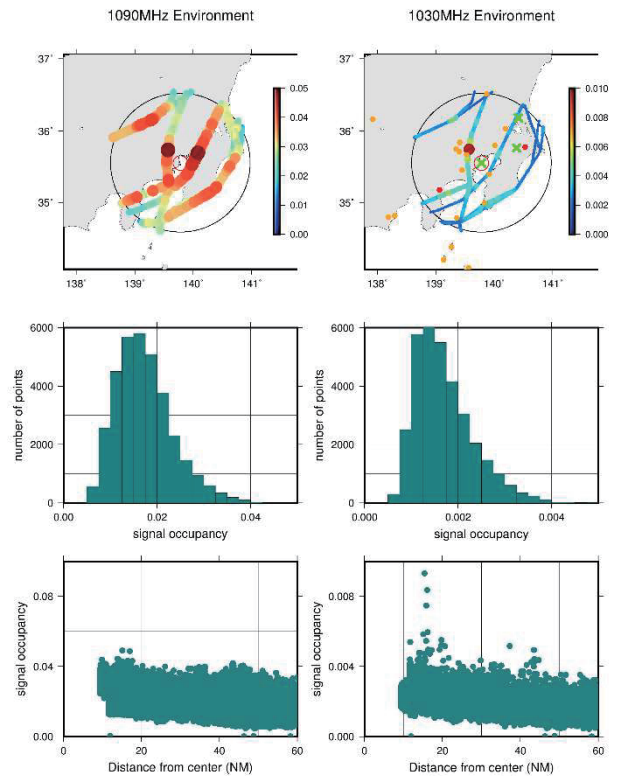 1090MHz Environment 1030MHz Environment
37° 37°
36° 36°
35° 35°
0.05 0.010
0.04 0.008
0.03 0.006
0.02 0.004
0.01 0.002
0.00 0.000
138° 139° 140° 141° 138° 139° 140° 141°
6000 6000
4000 4000
2000 2000
0 0
number of points number of points
0.00 0.02 0.04 0.000 0.002 0.004
signal occupancy signal occupancy
0.08 0.008
0.04 0.004
0.00 0.000
signal occupancy signal occupancy
0 20 40 60 0 20 40 60
Distance from center (NM) Distance from center (NM)